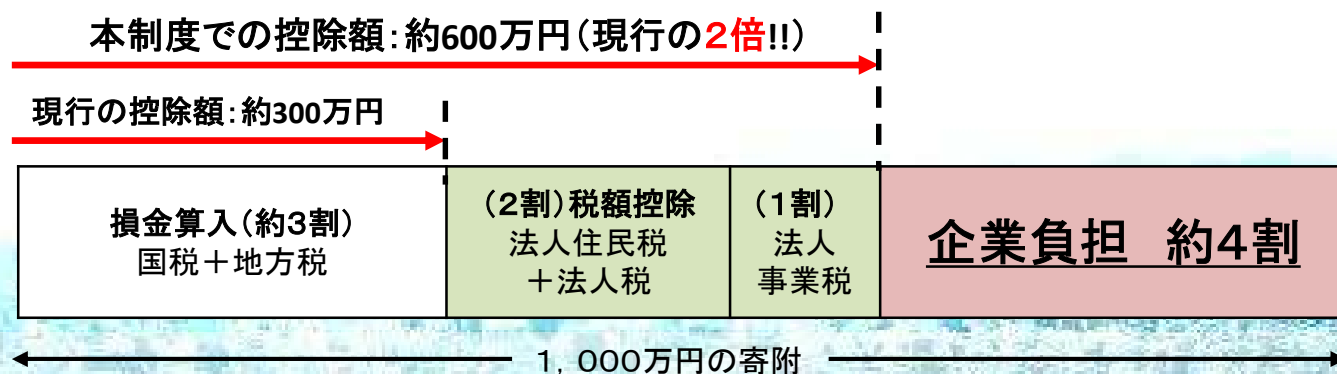 本制度での控除額:約600万円(現行の2倍!!)
現行の控除額:約300万円
損金算入(約3割)
国税+地方税
(2割)税額控除
法人住民税
+法人税
(1割)
法人
事業税
企業負担 約4割
1,000万円の寄附